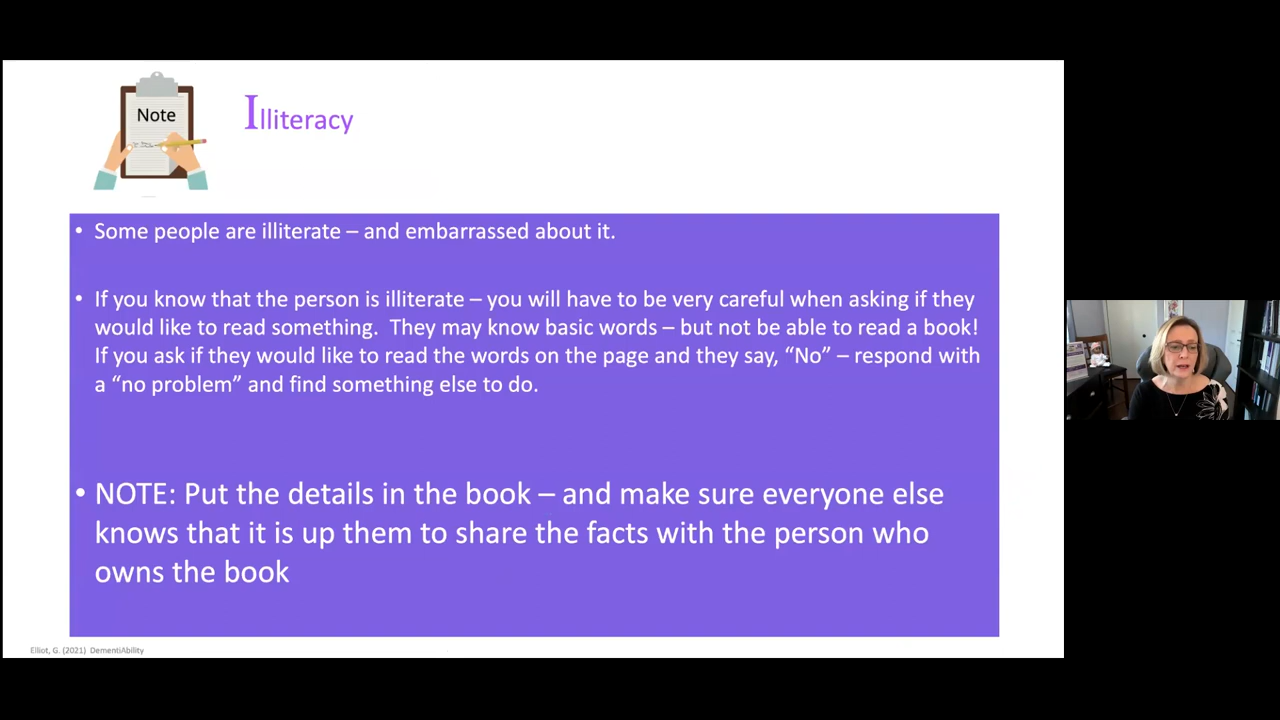 Note
Illiteracy
• Some people are illiterate – and embarrassed about it.
• If you know that the person is illiterate – you will have to be very careful when asking if they
would like to read something.  They may know basic words – but not be able to read a book!
If you ask if they would like to read the words on the page and they say, “No” – respond with
a “no problem” and find something else to do.
• NOTE: Put the details in the book – and make sure everyone else
knows that it is up them to share the facts with the person who
owns the book
Elliot, G. (2021)  DementiAbility